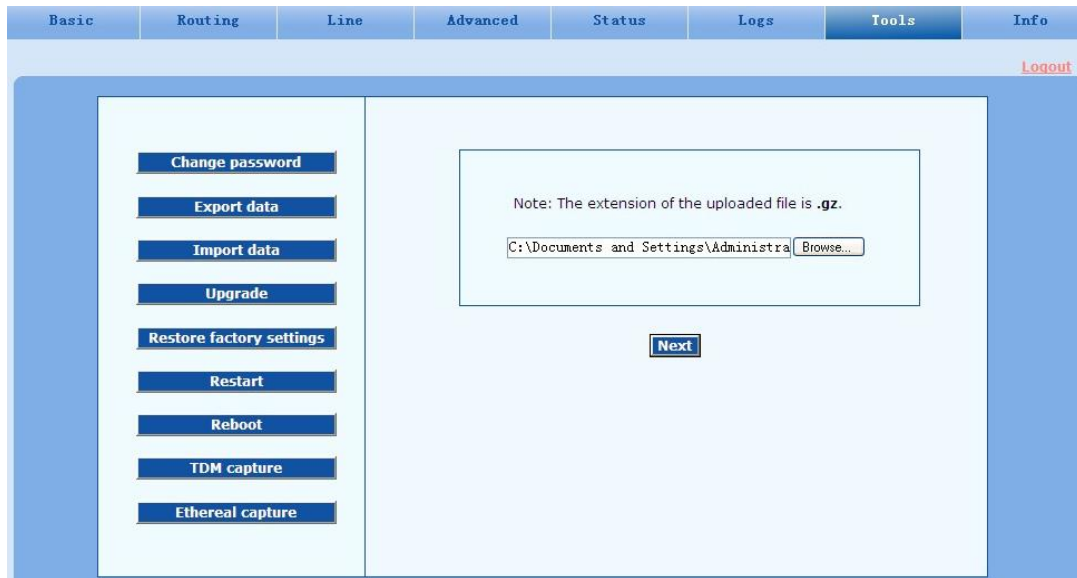 Basic Routing Line Advanced Status Logs Tools Info
Logout
Change password
Export data
Import data
Upgrade
Restore factory settings
Restart
Reboot
TDM capture
Ethereal capture
Note: The extension of the uploaded file is .gz.
C:\Documents and Settings\Administra Browse...
Next